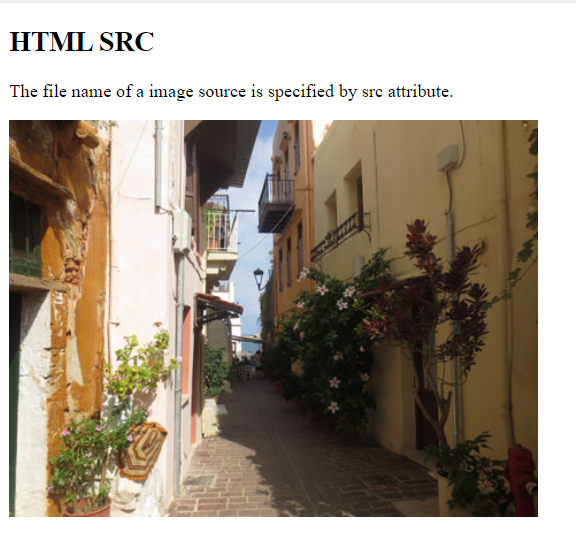 HTML SRC
The file name of a image source is specified by src attribute.